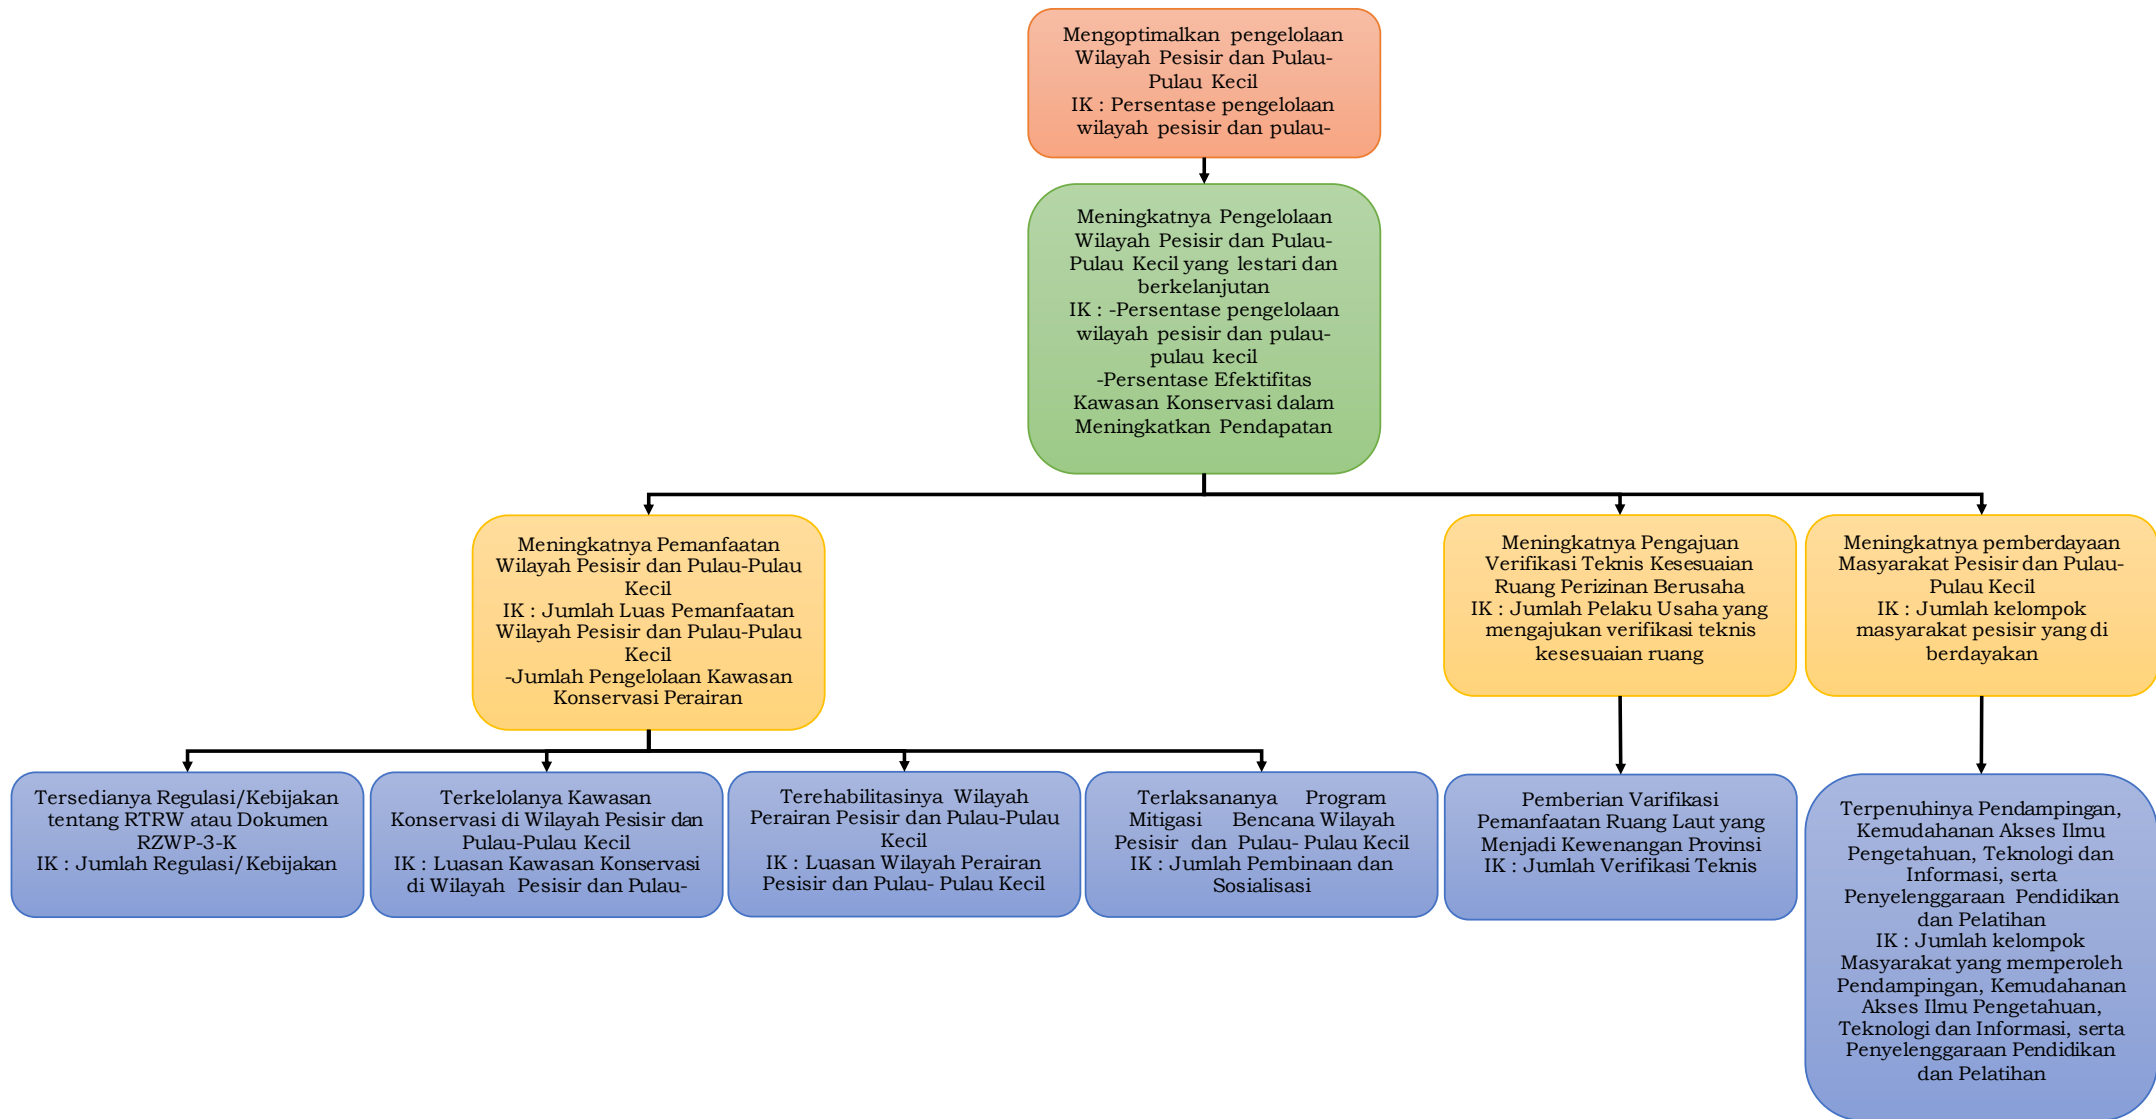 Mengoptimalkan pengelolaan
Wilayah Pesisir dan Pulau-
Pulau Kecil
IK : Persentase pengelolaan
wilayah pesisir dan pulau-
Meningkatnya Pengelolaan
Wilayah Pesisir dan Pulau-
Pulau Kecil yang lestari dan
berkelanjutan
IK : -Persentase pengelolaan
wilayah pesisir dan pulau-
pulau kecil
-Persentase Efektifitas
Kawasan Konservasi dalam
Meningkatkan Pendapatan
Meningkatnya Pemanfaatan
Wilayah Pesisir dan Pulau-Pulau
Kecil
IK : Jumlah Luas Pemanfaatan
Wilayah Pesisir dan Pulau-Pulau
Kecil
-Jumlah Pengelolaan Kawasan
Konservasi Perairan
Meningkatnya Pengajuan
Verifikasi Teknis Kesesuaian
Ruang Perizinan Berusaha
IK : Jumlah Pelaku Usaha yang
mengajukan verifikasi teknis
kesesuaian ruang
Meningkatnya pemberdayaan
Masyarakat Pesisir dan Pulau-
Pulau Kecil
IK : Jumlah kelompok
masyarakat pesisir yang di
berdayakan
Tersedianya Regulasi/Kebijakan
tentang RTRW atau Dokumen
RZWP-3-K
IK : Jumlah Regulasi/Kebijakan
Terkelolanya Kawasan
Konservasi di Wilayah Pesisir dan
Pulau-Pulau Kecil
IK : Luasan Kawasan Konservasi
di Wilayah Pesisir dan Pulau-
Terehabilitasinya Wilayah
Perairan Pesisir dan Pulau-Pulau
Kecil
IK : Luasan Wilayah Perairan
Pesisir dan Pulau- Pulau Kecil
Terlaksananya Program
Mitigasi Bencana Wilayah
Pesisir dan Pulau- Pulau Kecil
IK : Jumlah Pembinaan dan
Sosialisasi
Pemberian Varifikasi
Pemanfaatan Ruang Laut yang
Menjadi Kewenangan Provinsi
IK : Jumlah Verifikasi Teknis
Terpenuhinya Pendampingan,
Kemudahanan Akses Ilmu
Pengetahuan, Teknologi dan
Informasi, serta
Penyelenggaraan Pendidikan
dan Pelatihan
IK : Jumlah kelompok
Masyarakat yang memperoleh
Pendampingan, Kemudahanan
Akses Ilmu Pengetahuan,
Teknologi dan Informasi, serta
Penyelenggaraan Pendidikan
dan Pelatihan